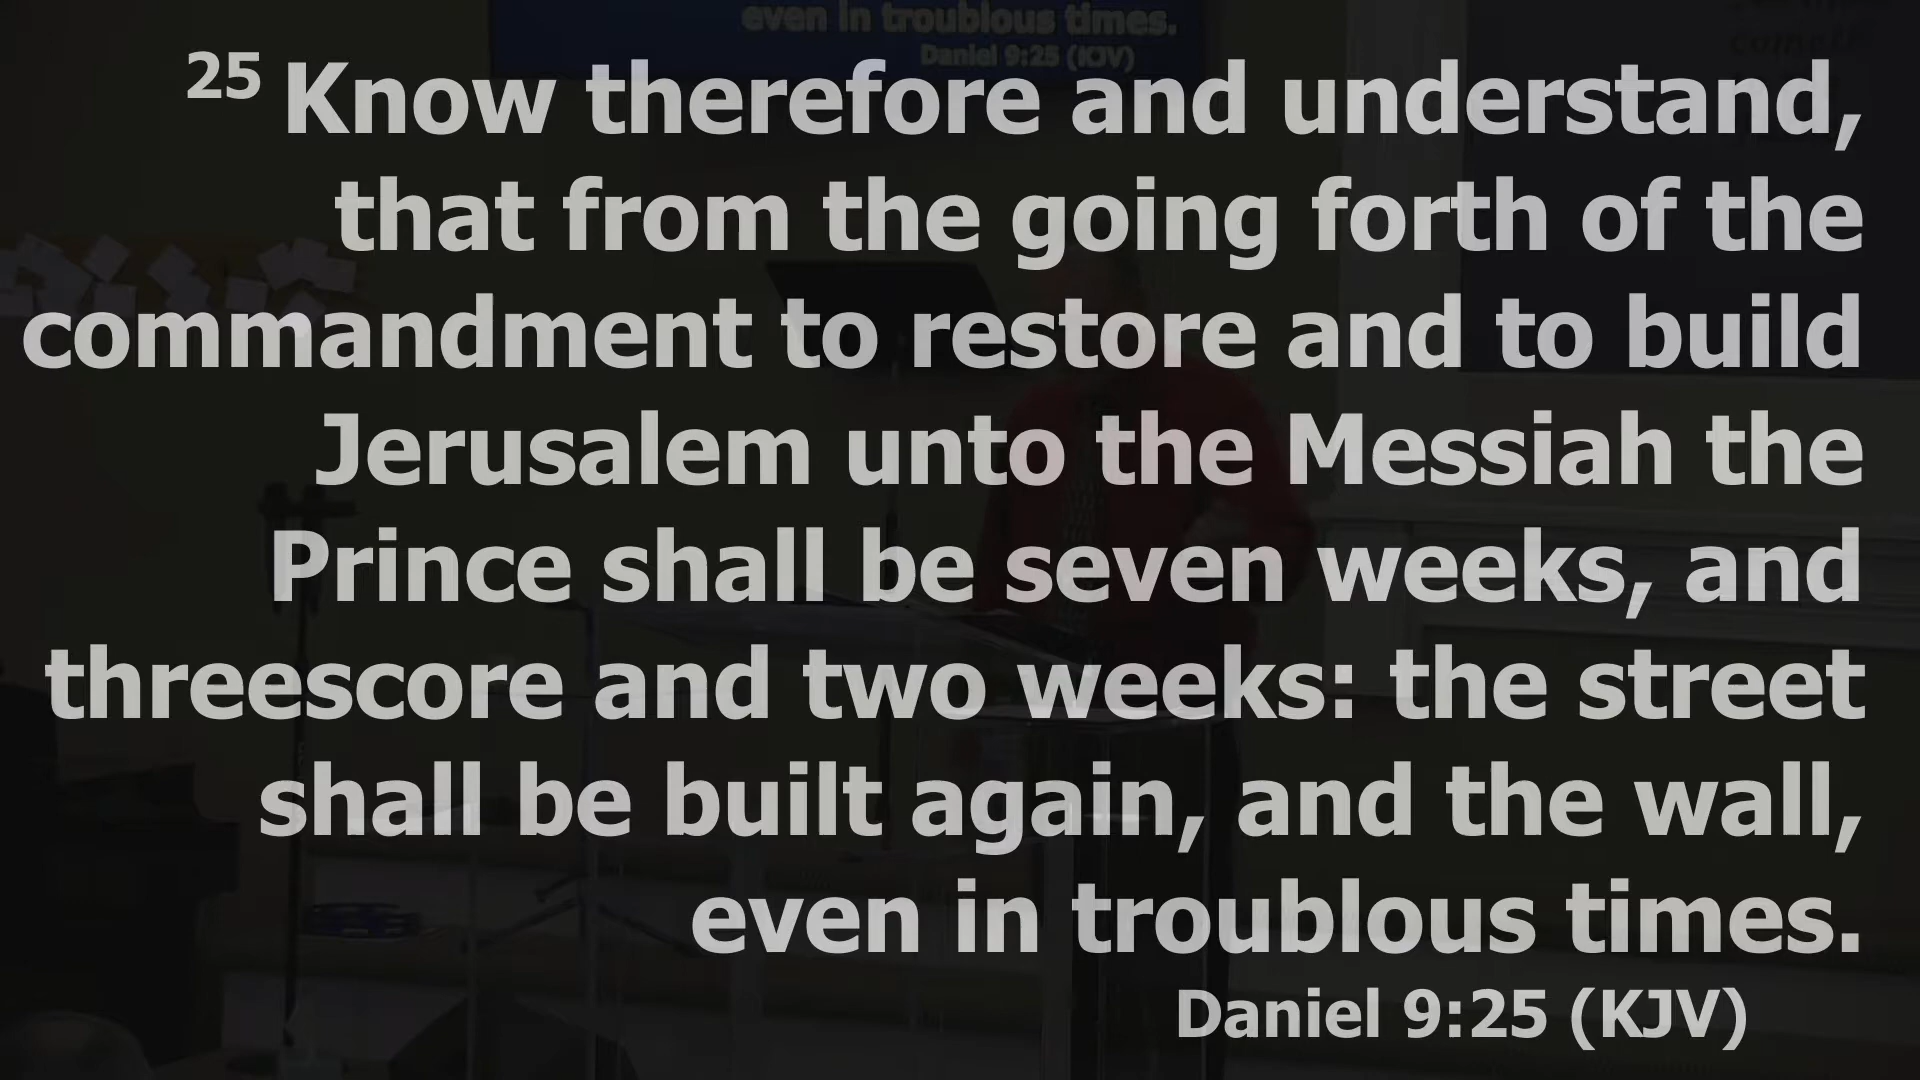 even in troublous times.
Daniel 9:25 (KJV)
25 Know therefore and understand,
that from the going forth of the
commandment to restore and to build
Jerusalem unto the Messiah the
Prince shall be seven weeks, and
threescore and two weeks: the street
shall be built again, and the wall,
even in troublous times.
Daniel 9:25 (KJV)